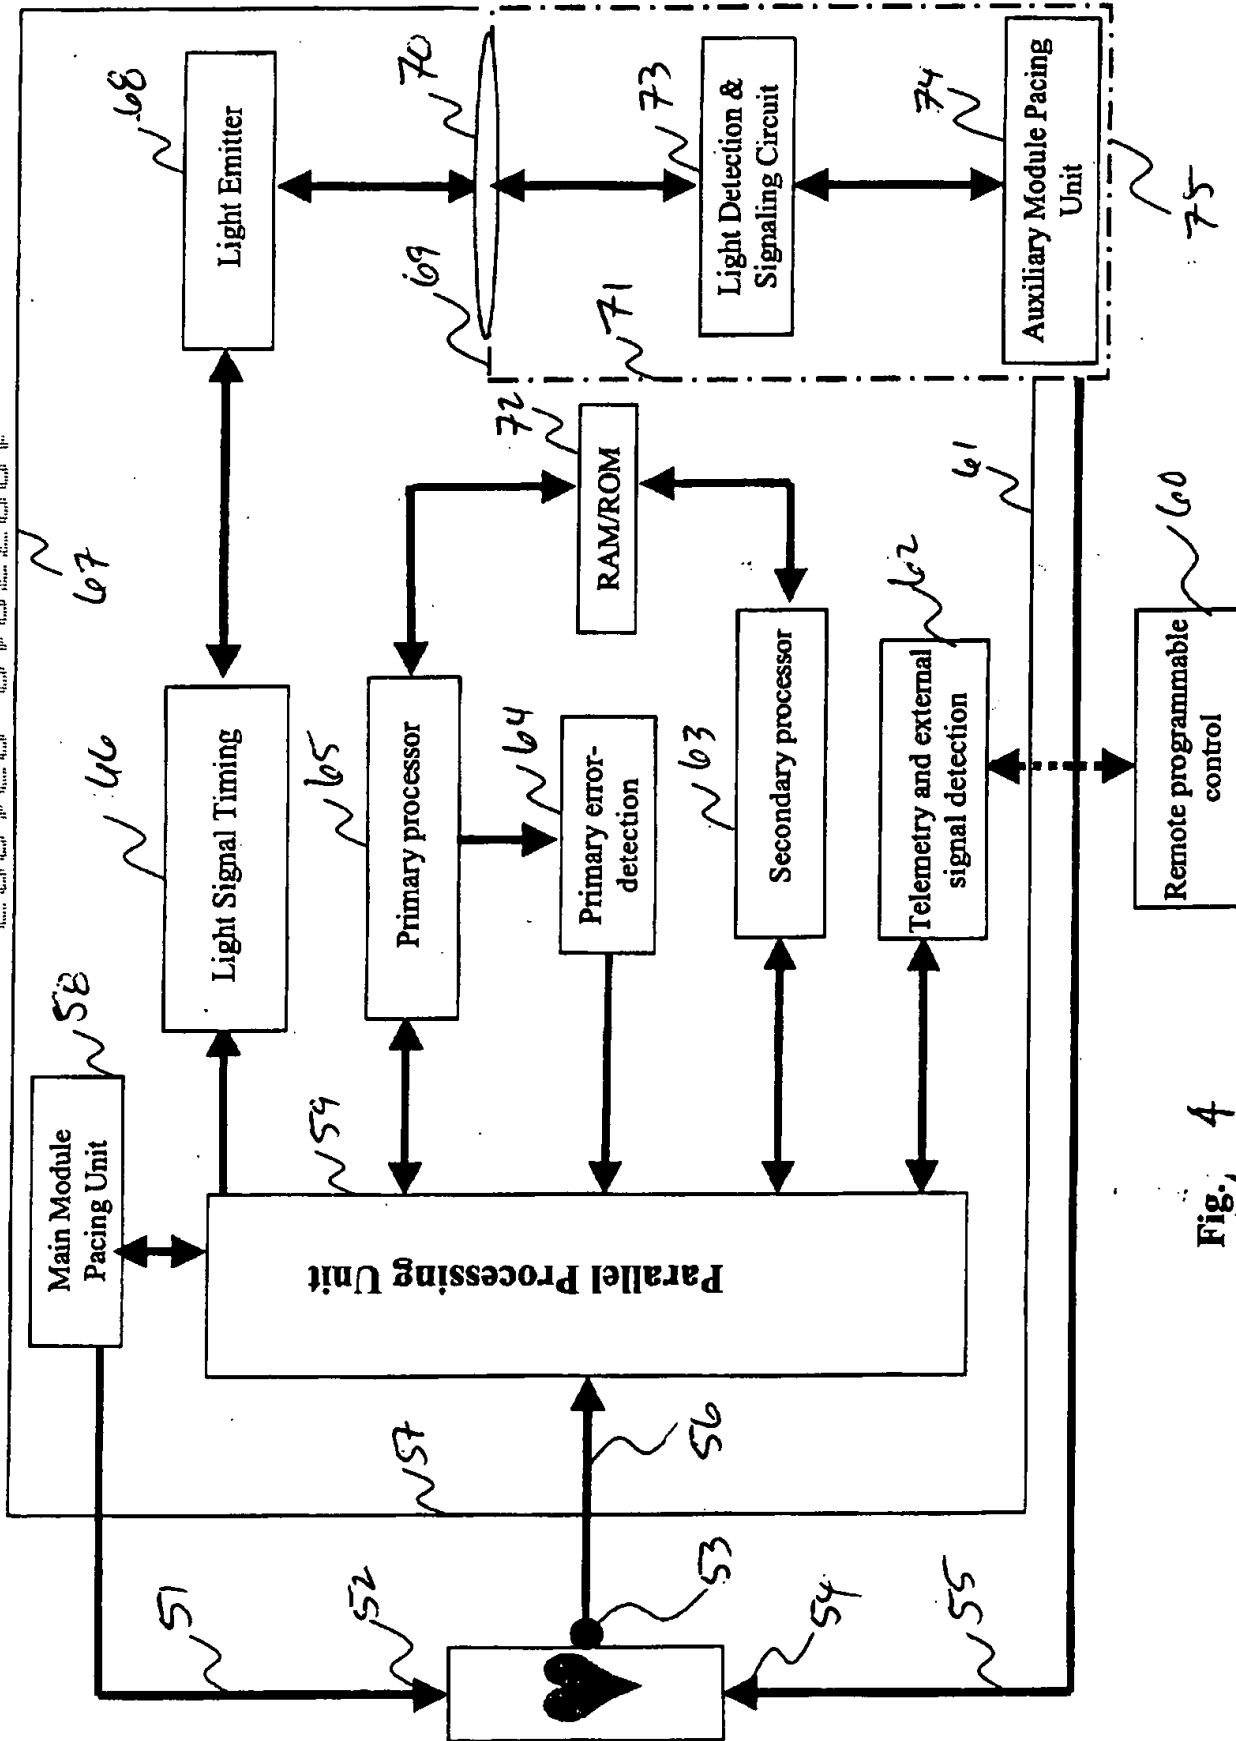 67
58
Main Module
Pacing Unit
66
68
Light Signal Timing
Light Emitter
51
65
Primary processor
70
69
57
52
59
64
72
Primary error-
detection
RAM/ROM
71
73
Light Detection &
Signaling Circuit
Parallel Processing Unit
56
53
63
Secondary processor
54
62
74
Telemetry and external
signal detection
55
61
Auxiliary Module Pacing
Unit
60
75
Remote programmable
control
Fig. 4